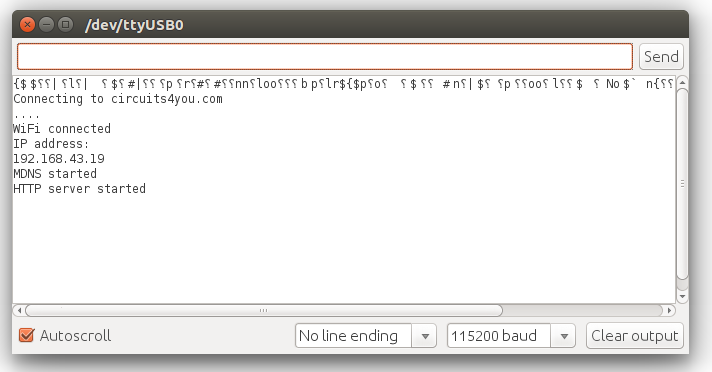 /dev/ttyUSB0
Send
Connecting to circuits4you.com
....
WiFi connected
IP address:
192.168.43.19
MDNS started
HTTP server started
Autoscroll
No line ending
115200 baud
Clear output